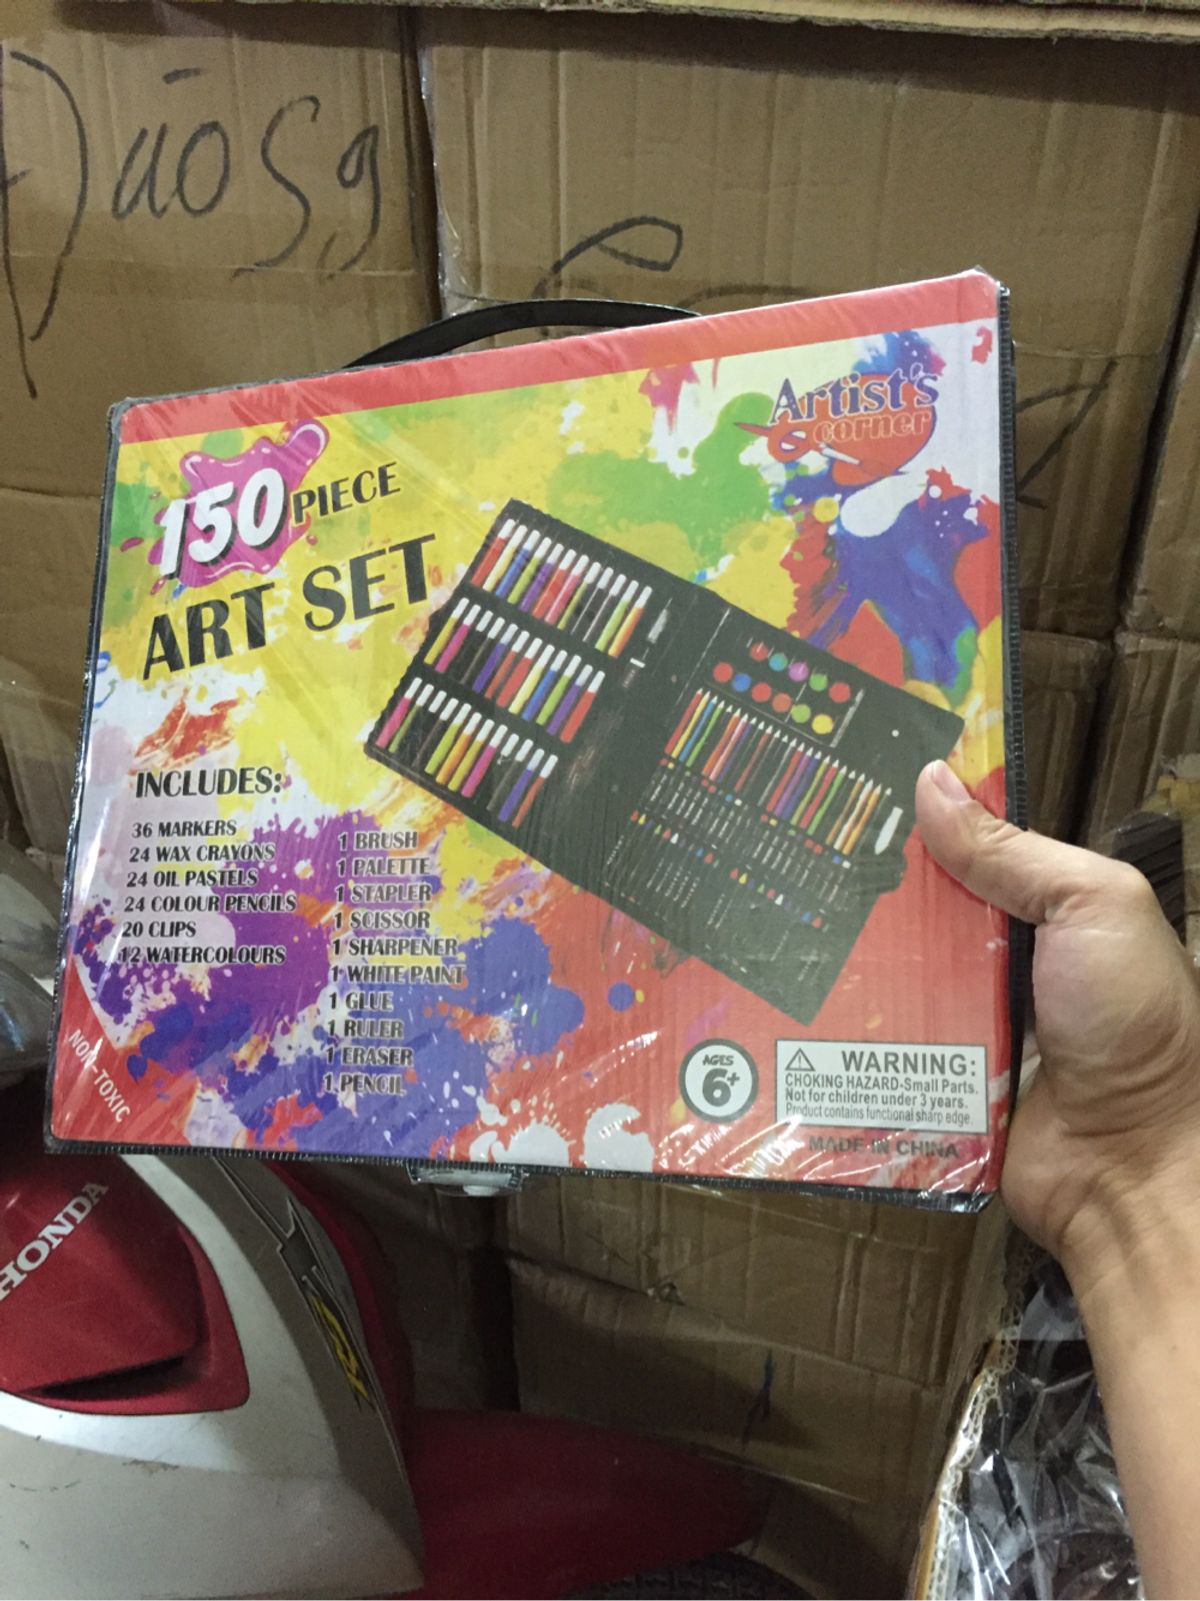 Đào Sg
Artist's
corner
150 PIECE
ART SET
INCLUDES:
36 MARKERS
24 WAX CRAYONS
24 OIL PASTELS
24 COLOUR PENCILS
20 CLIPS
12 WATERCOLOURS
1 BRUSH
1 PALETTE
1 STAPLER
1 SCISSOR
1 SHARPENER
1 WHITE PAINT
1 GLUE
1 RULER
1 ERASER
1 PENCIL
NON-TOXIC
AGES
6+
WARNING:
CHOKING HAZARD-Small Parts.
Not for children under 3 years.
Product contains functional sharp edge.
MADE IN CHINA
HONDA